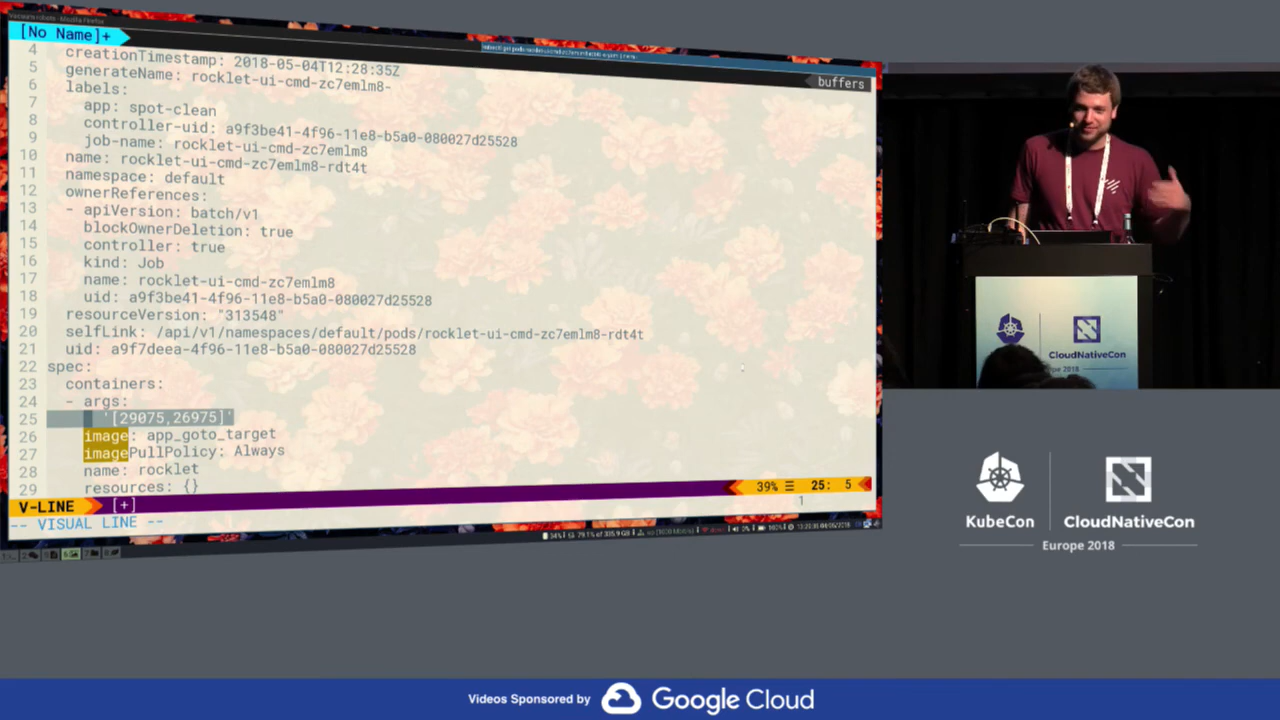 [No Name]+
buffers
4 creationTimestamp: 2018-05-04T12:28:35Z
5 generateName: rocklet-ui-cmd-zc7emlm8-
6 labels:
7 app: spot-clean
8 controller-uid: a9f3be41-4f96-11e8-b5a0-080027d25528
9 job-name: rocklet-ui-cmd-zc7emlm8
10 name: rocklet-ui-cmd-zc7emlm8-rdt4t
11 namespace: default
12 ownerReferences:
13 - apiVersion: batch/v1
14 blockOwnerDeletion: true
15 controller: true
16 kind: Job
17 name: rocklet-ui-cmd-zc7emlm8
18 uid: a9f3be41-4f96-11e8-b5a0-080027d25528
19 resourceVersion: "313548"
20 selfLink: /api/v1/namespaces/default/pods/rocklet-ui-cmd-zc7emlm8-rdt4t
21 uid: a9f7deea-4f96-11e8-b5a0-080027d25528
22 spec:
23 containers:
24 - args:
25 - '[29075,26975]'
26 image: app_goto_target
27 imagePullPolicy: Always
28 name: rocklet
29 resources: {}
V-LINE [+] 39% ☰ 25: 5
-- VISUAL LINE -- 1
CloudNativeCon
Europe 2018
KubeCon CloudNativeCon
Europe 2018
Videos Sponsored by Google Cloud